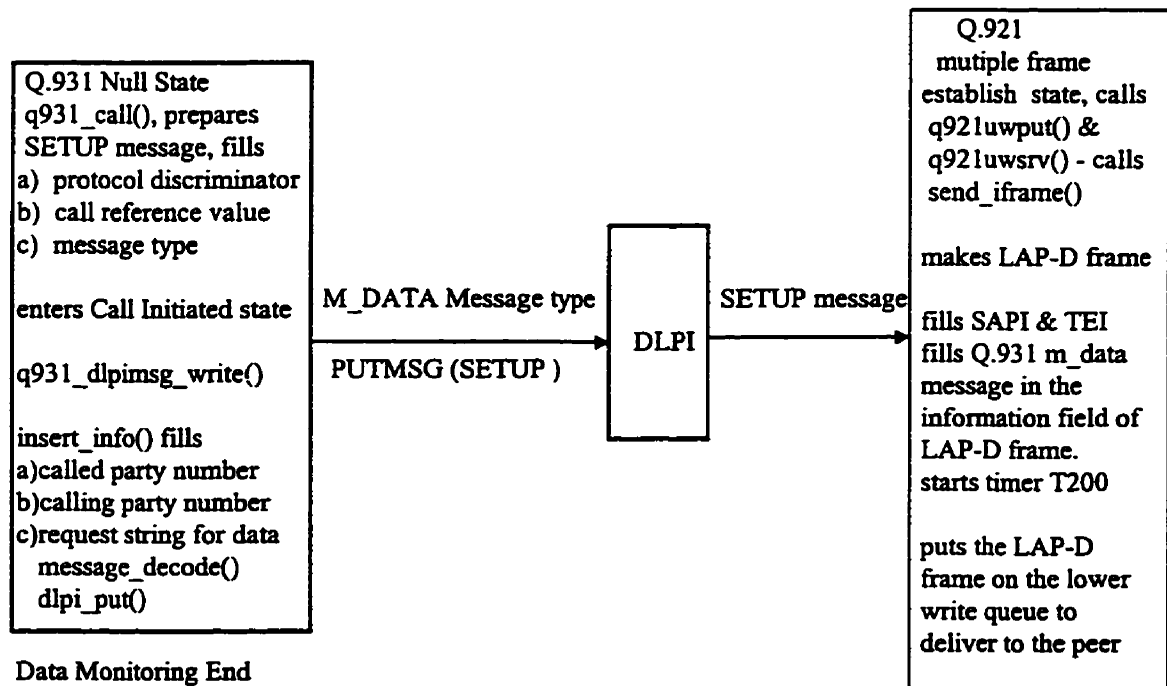 Q.931 Null State
q931_call(), prepares
SETUP message, fills
a) protocol discriminator
b) call reference value
c) message type
enters Call Initiated state
q931_dlpimsg_write()
insert_info() fills
a)called party number
b)calling party number
c)request string for data
message_decode()
dlpi_put()
Data Monitoring End
M_DATA Message type
PUTMSG (SETUP )
DLPI
SETUP message
Q.921
mutiple frame
establish state, calls
q921uwput() &
q921uwsrv() - calls
send_iframe()
makes LAP-D frame
fills SAPI & TEI
fills Q.931 m_data
message in the
information field of
LAP-D frame.
starts timer T200
puts the LAP-D
frame on the lower
write queue to
deliver to the peer